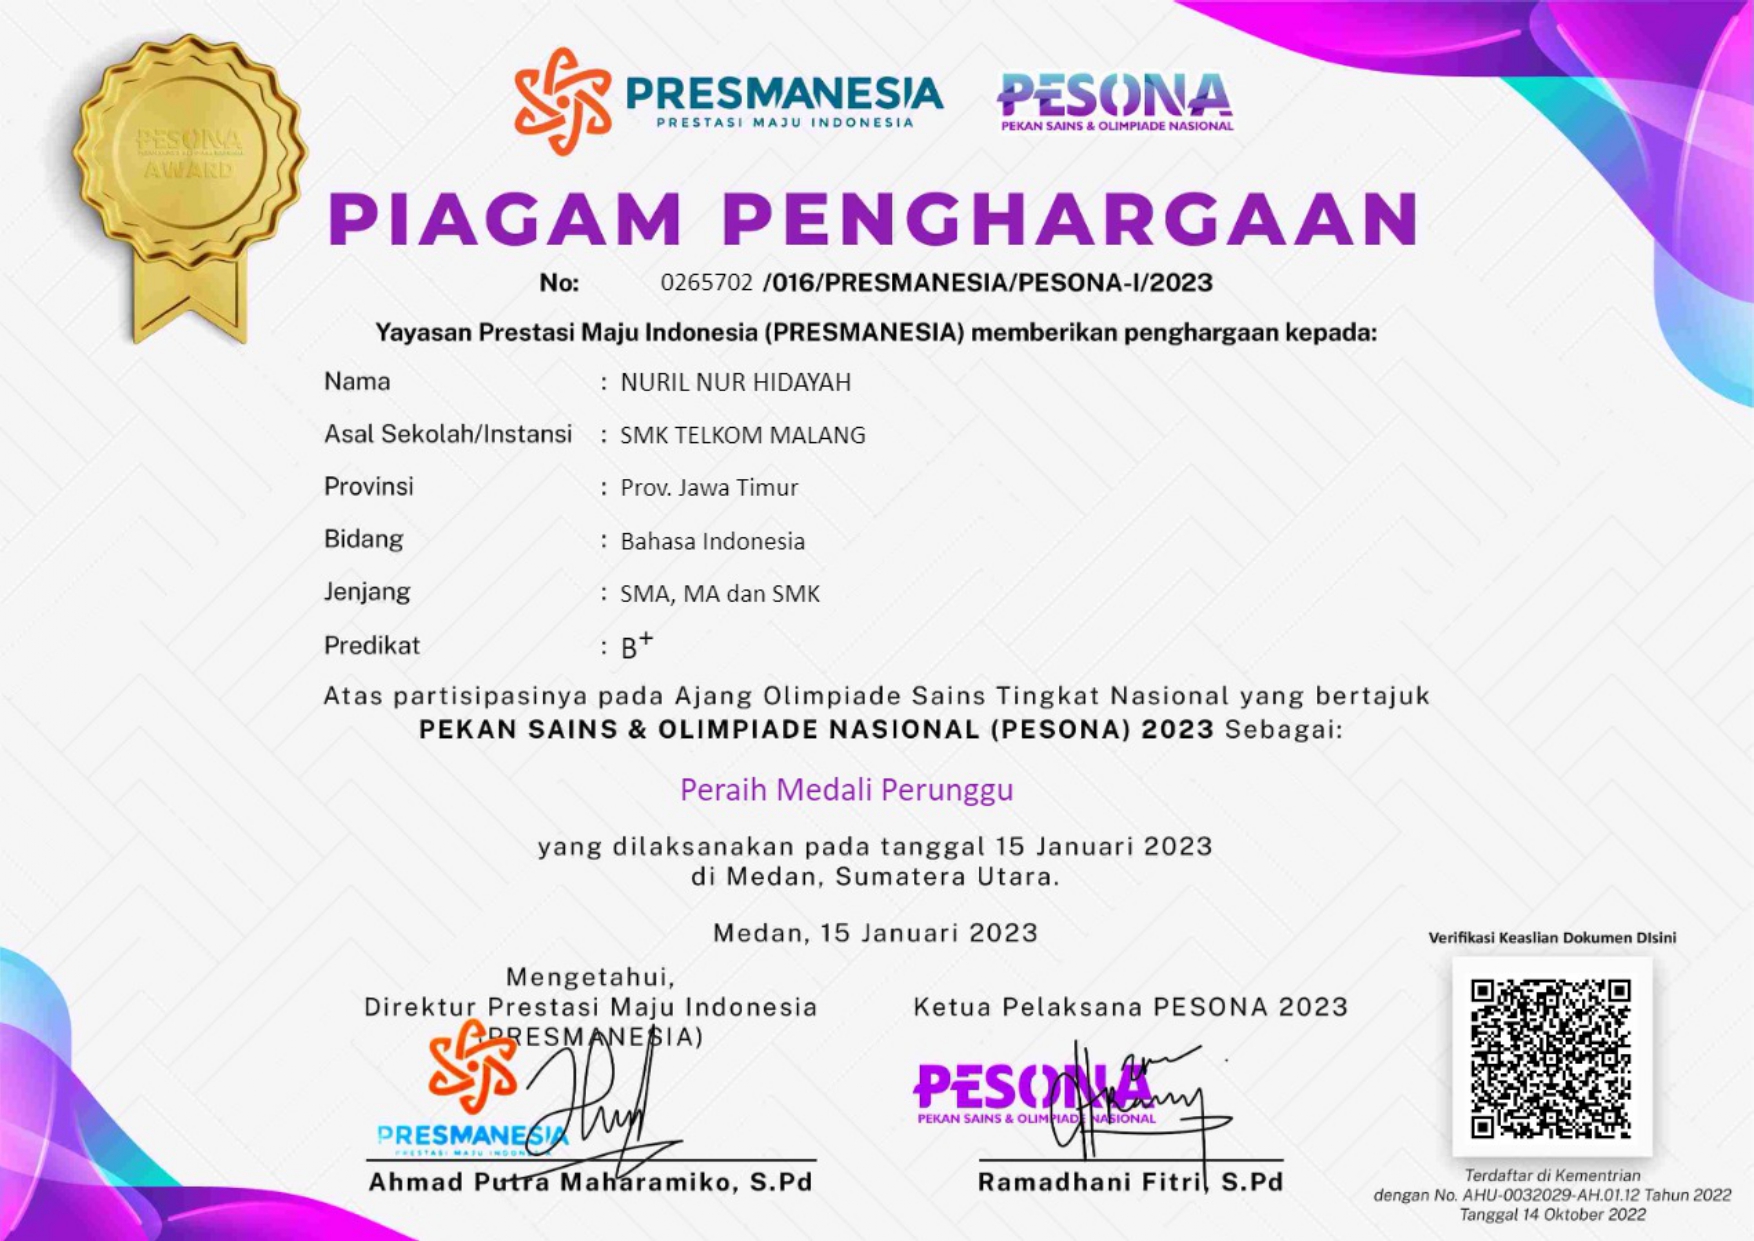 PESONA
AWARD
PRESMANESIA
PRESTASI MAJU INDONESIA
PESONA
PEKAN SAINS & OLIMPIADE NASIONAL
PIAGAM PENGHARGAAN
No: 0265702 /016/PRESMANESIA/PESONA-I/2023
Yayasan Prestasi Maju Indonesia (PRESMANESIA) memberikan penghargaan kepada:
Nama : NURIL NUR HIDAYAH
Asal Sekolah/Instansi : SMK TELKOM MALANG
Provinsi : Prov. Jawa Timur
Bidang : Bahasa Indonesia
Jenjang : SMA, MA dan SMK
Predikat : B+
Atas partisipasinya pada Ajang Olimpiade Sains Tingkat Nasional yang bertajuk
PEKAN SAINS & OLIMPIADE NASIONAL (PESONA) 2023 Sebagai:
Peraih Medali Perunggu
yang dilaksanakan pada tanggal 15 Januari 2023
di Medan, Sumatera Utara.
Medan, 15 Januari 2023
Mengetahui,
Direktur Prestasi Maju Indonesia
(PRESMANESIA)
PRESMANESIA
PRESTASI MAJU INDONESIA
Ahmad Putra Maharamiko, S.Pd
Ketua Pelaksana PESONA 2023
PESONA
PEKAN SAINS & OLIMPIADE NASIONAL
Ramadhani Fitri, S.Pd
Verifikasi Keaslian Dokumen DIsini
Terdaftar di Kementrian
dengan No. AHU-0032029-AH.01.12 Tahun 2022
Tanggal 14 Oktober 2022